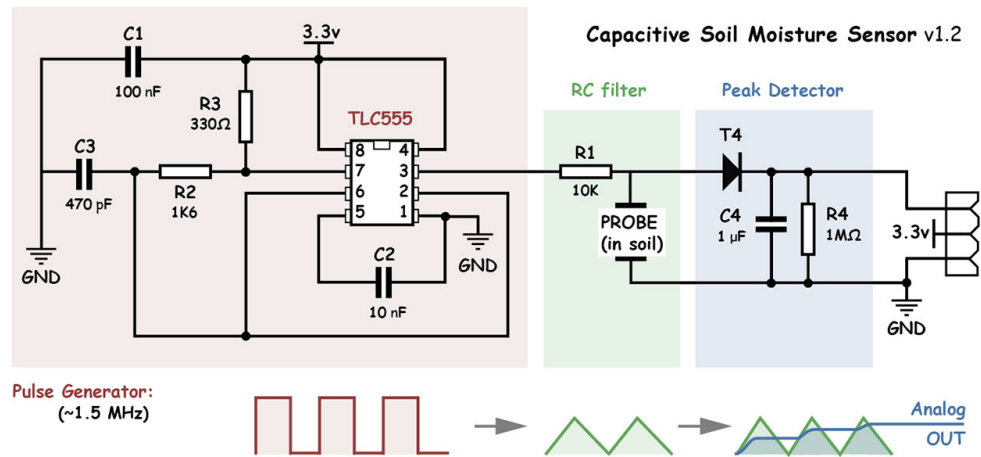 Capacitive Soil Moisture Sensor v1.2
C1
100 nF
3.3v
R3
330Ω
TLC555
C3
470 pF
R2
1K6
8
7
6
5
4
3
2
1
C2
10 nF
GND
GND
RC filter
R1
10K
PROBE
(in soil)
Peak Detector
T4
C4
1 µF
R4
1MΩ
3.3v
GND
Pulse Generator:
(~1.5 MHz)
Analog
OUT